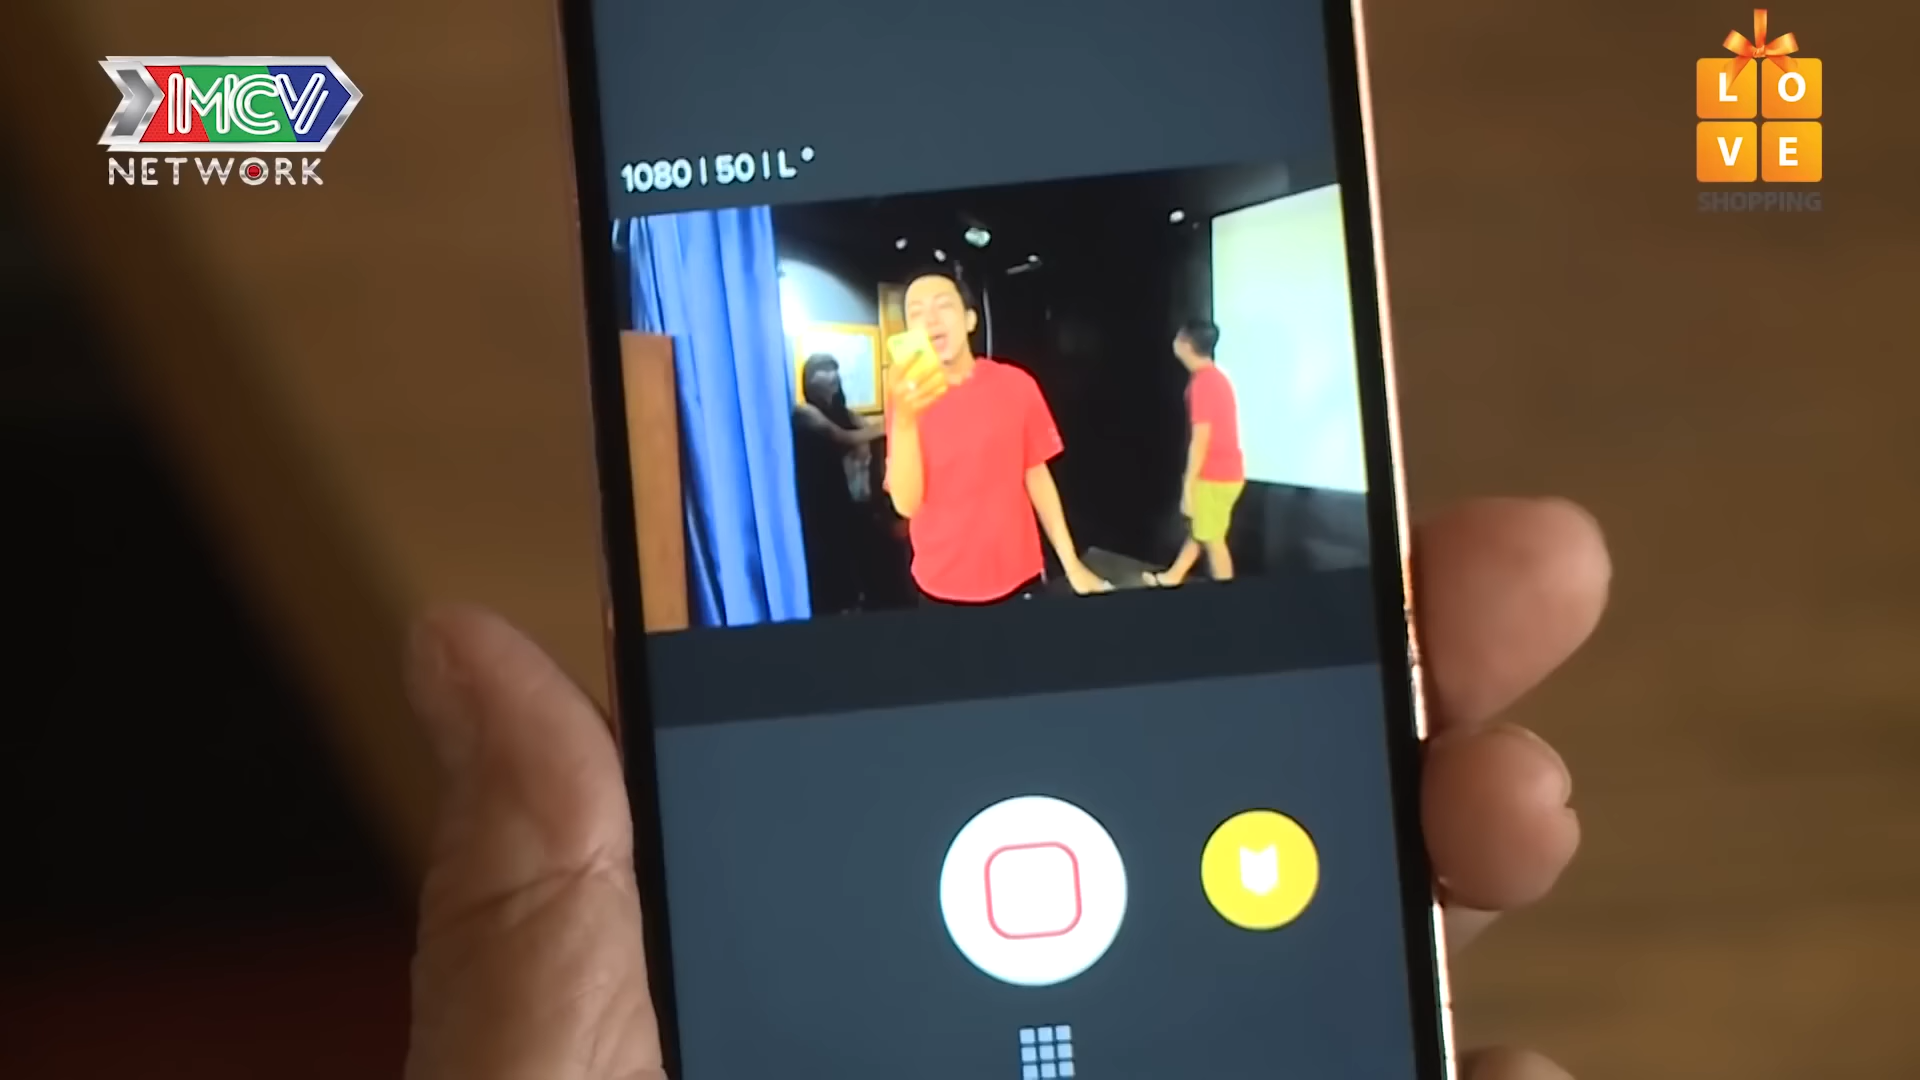 MCV
NETWORK
L O
V E
SHOPPING
1080 | 50 | L